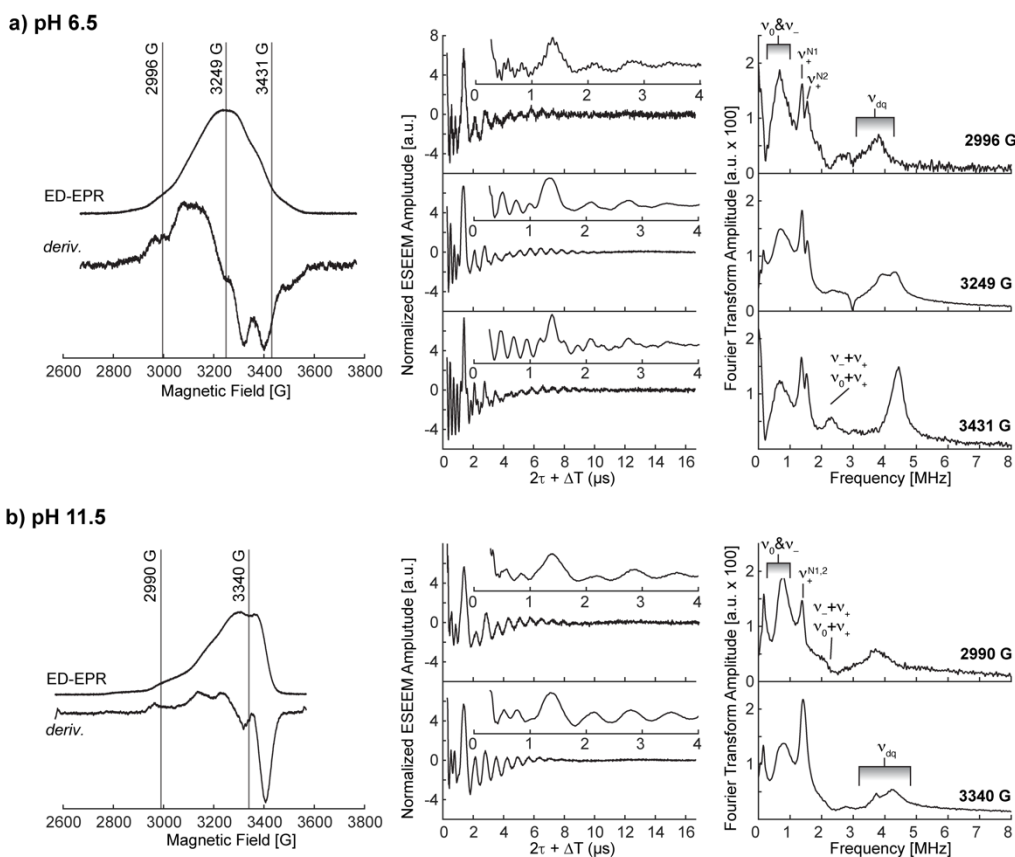 a) pH 6.5
2996 G
3249 G
3431 G
ED-EPR
deriv.
2600 2800 3000 3200 3400 3600 3800
Magnetic Field [G]
Normalized ESEEM Amplutude [a.u.]
8
4
0
-4
0 1 2 3 4
4
0
-4
0 1 2 3 4
4
0
-4
0 1 2 3 4
0 2 4 6 8 10 12 14 16
2τ + ΔT (μs)
Fourier Transform Amplitude [a.u. x 100]
ν0&ν−
ν+N1
ν+N2
νdq
2
1
0
2996 G
2
1
0
3249 G
ν−+ν+
ν0+ν+
2
1
0
3431 G
0 1 2 3 4 5 6 7 8
Frequency [MHz]
b) pH 11.5
2990 G
3340 G
ED-EPR
deriv.
2600 2800 3000 3200 3400 3600 3800
Magnetic Field [G]
Normalized ESEEM Amplutude [a.u.]
4
0
-4
0 1 2 3 4
4
0
-4
0 1 2 3 4
0 2 4 6 8 10 12 14 16
2τ + ΔT (μs)
Fourier Transform Amplitude [a.u. x 100]
ν0&ν−
ν+N1,2
ν−+ν+
ν0+ν+
2
1
0
2990 G
νdq
2
1
0
3340 G
0 1 2 3 4 5 6 7 8
Frequency [MHz]